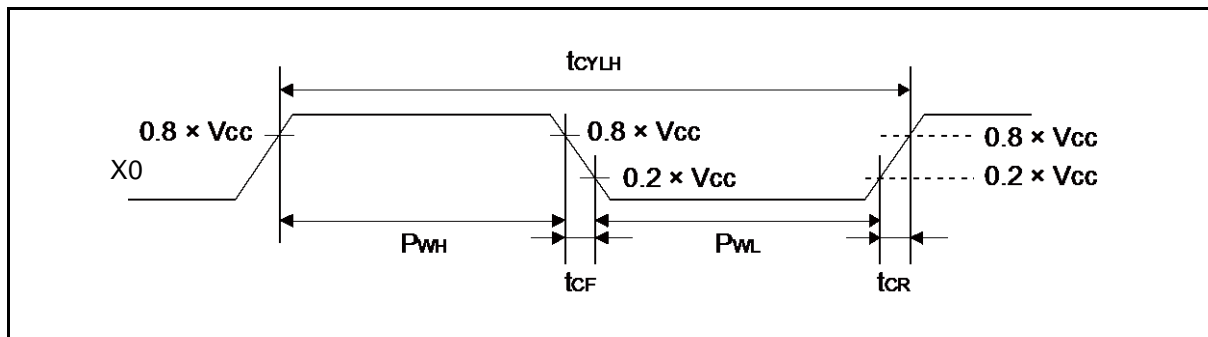 tCYLH
0.8 × VCC
0.8 × VCC
0.8 × VCC
X0
0.2 × VCC
0.2 × VCC
PWH
PWL
tCF
tCR